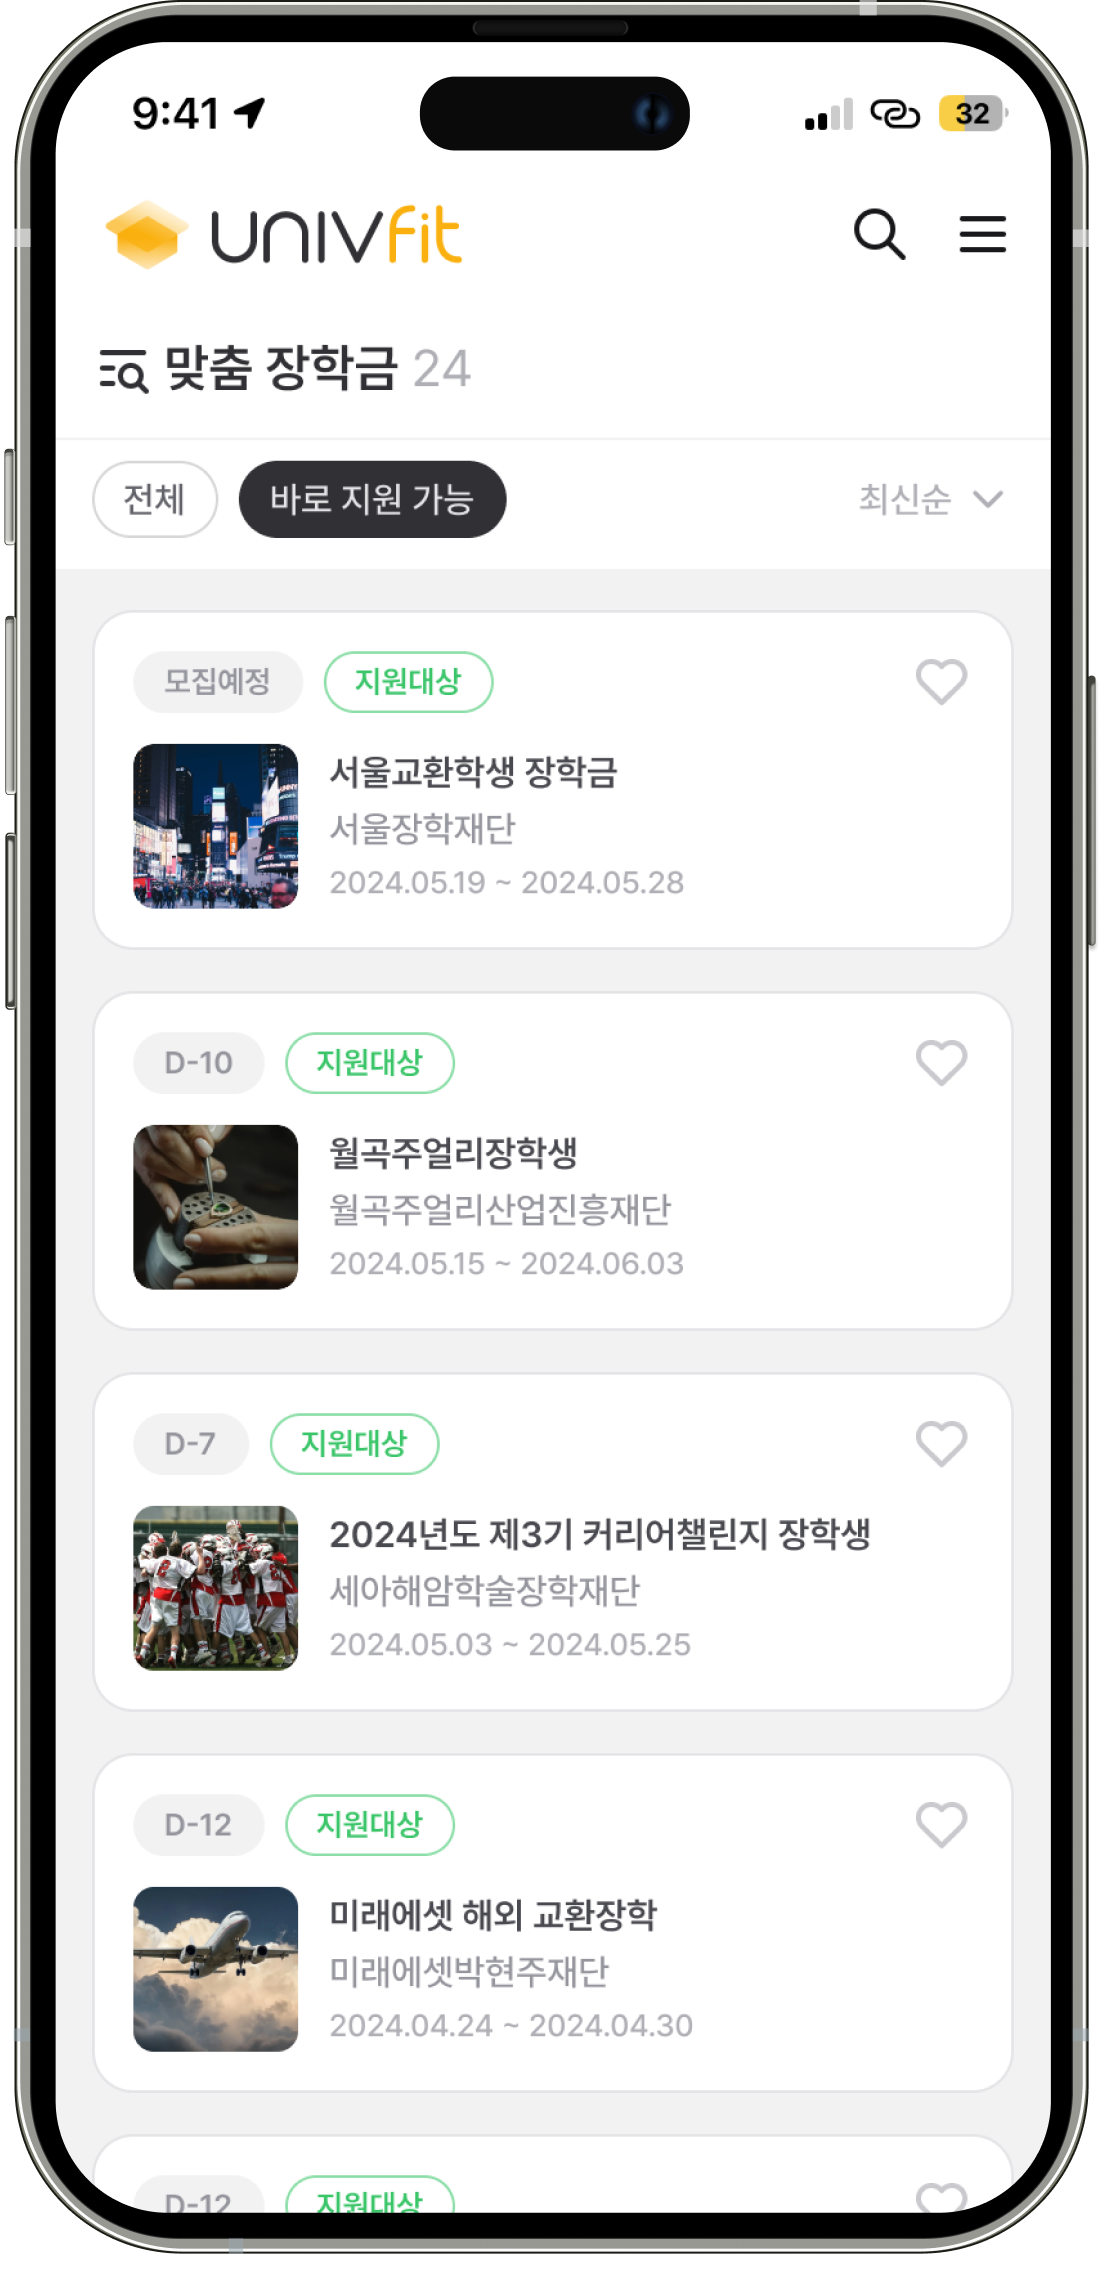 9:41
32
UNIVfit
맞춤 장학금 24
전체
바로 지원 가능
최신순
모집예정
지원대상
서울교환학생 장학금
서울장학재단
2024.05.19 ~ 2024.05.28
D-10
지원대상
월곡주얼리장학생
월곡주얼리산업진흥재단
2024.05.15 ~ 2024.06.03
D-7
지원대상
2024년도 제3기 커리어챌린지 장학생
세아해암학술장학재단
2024.05.03 ~ 2024.05.25
D-12
지원대상
미래에셋 해외 교환장학
미래에셋박현주재단
2024.04.24 ~ 2024.04.30
D-12
지원대상